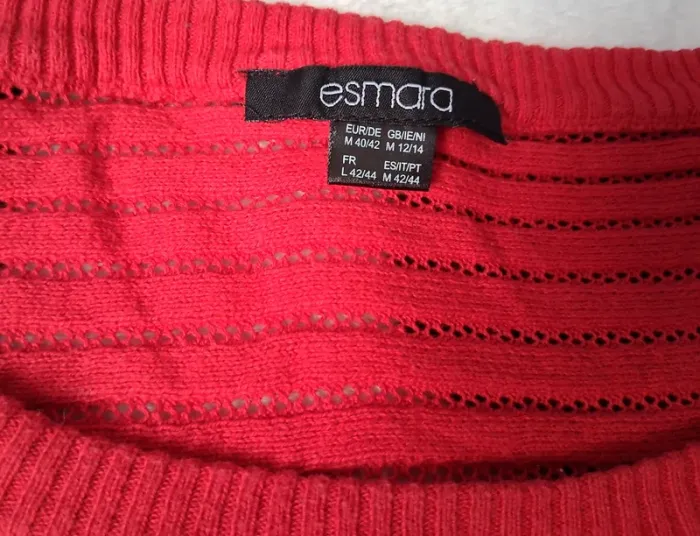 esmara
EUR/DE GB/IE/NI
M 40/42 M 12/14
FR ES/IT/PT
L 42/44 M 42/44